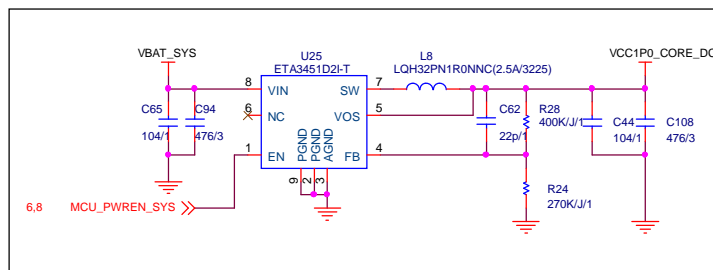 VBAT_SYS
U25
ETA3451D2I-T
L8
LQH32PN1R0NNC(2.5A/3225)
VCC1P0_CORE_DC
8
VIN
SW
7
C65
C94
6
NC
VOS
5
C62
R28
400K/J/1
C44
C108
104/1
476/3
22p/1
104/1
476/3
1
EN
PGND
PGND
AGND
FB
4
9
2
3
R24
270K/J/1
6,8
MCU_PWREN_SYS